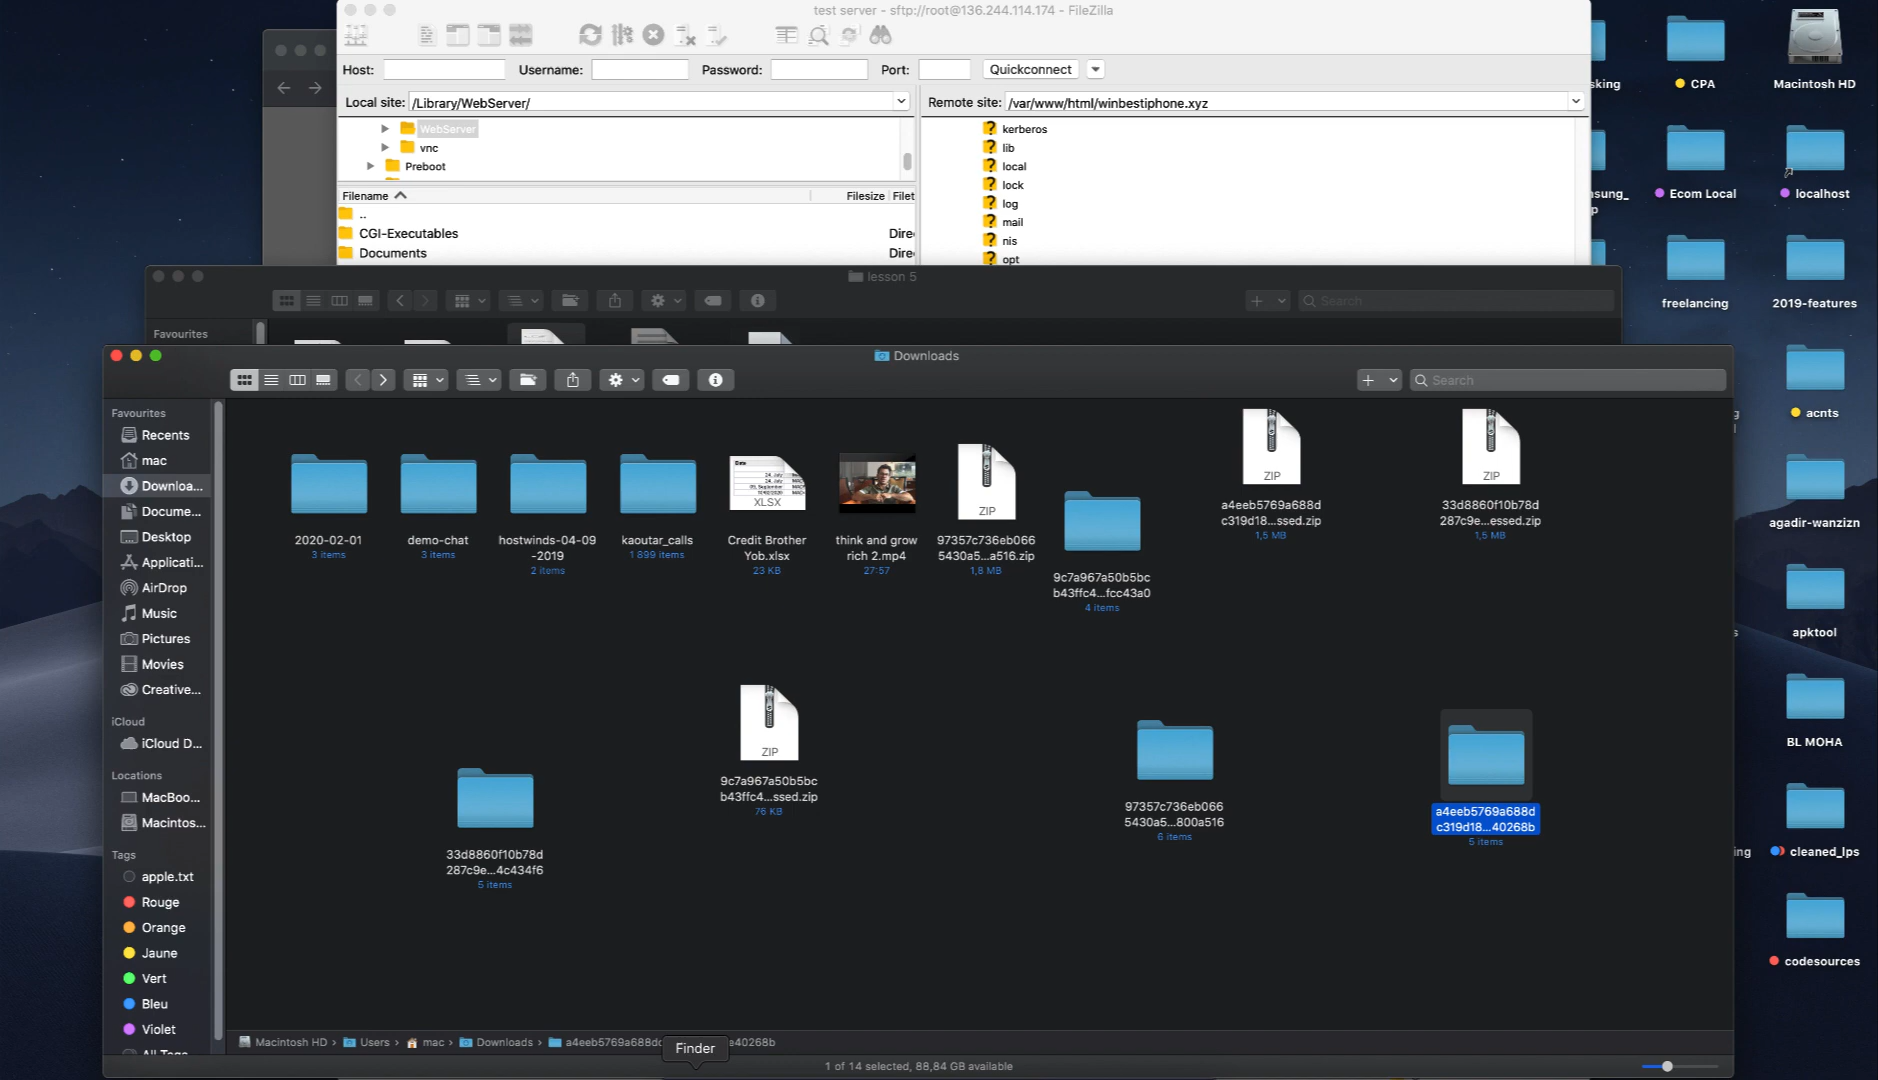 test server - sftp://root@136.244.114.174 - FileZilla
Host:
Username:
Password:
Port:
Quickconnect
Local site: /Library/WebServer/
Remote site: /var/www/html/winbestiphone.xyz
WebServer
vnc
Preboot
Filename
Filesize
Filet
..
CGI-Executables
Dire
Documents
Dire
kerberos
lib
local
lock
log
mail
nis
opt
lesson 5
Search
Favourites
Downloads
Search
Favourites
Recents
mac
Downloa...
Docume...
Desktop
Applicati...
AirDrop
Music
Pictures
Movies
Creative...
iCloud
iCloud D...
Locations
MacBoo...
Macintos...
Tags
apple.txt
Rouge
Orange
Jaune
Vert
Bleu
Violet
All Tags
2020-02-01
3 items
demo-chat
3 items
hostwinds-04-09
-2019
2 items
kaoutar_calls
1 899 items
XLSX
Credit Brother
Yob.xlsx
23 KB
think and grow
rich 2.mp4
27:57
ZIP
97357c736eb066
5430a5...a516.zip
1,8 MB
9c7a967a50b5bc
b43ffc4...fcc43a0
4 items
ZIP
a4eeb5769a688d
c319d18...ssed.zip
1,5 MB
ZIP
33d8860f10b78d
287c9e...essed.zip
1,5 MB
33d8860f10b78d
287c9e...4c434f6
5 items
ZIP
9c7a967a50b5bc
b43ffc4...ssed.zip
76 KB
97357c736eb066
5430a5...800a516
6 items
a4eeb5769a688d
c319d18...40268b
5 items
Macintosh HD › Users › mac › Downloads › a4eeb5769a688dc
e40268b
Finder
1 of 14 selected, 88,84 GB available
sking
CPA
Macintosh HD
sung_
p
Ecom Local
localhost
freelancing
2019-features
acnts
agadir-wanzizn
apktool
BL MOHA
ing
cleaned_lps
codesources